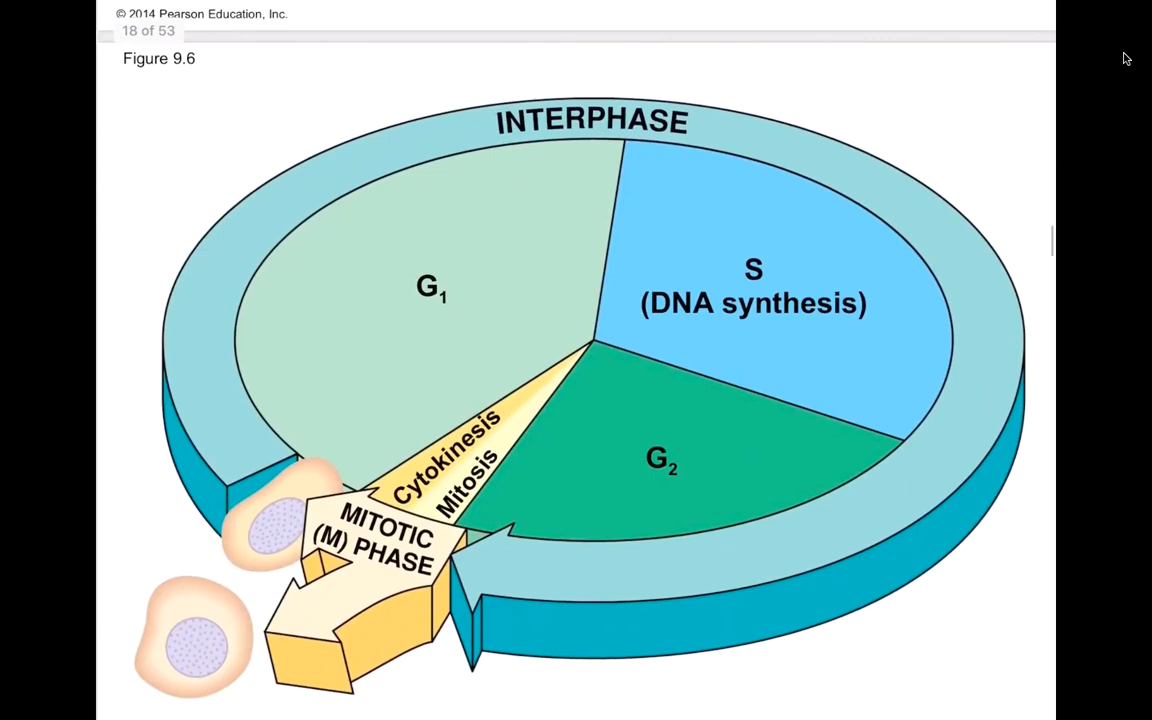 © 2014 Pearson Education, Inc.
18 of 53
Figure 9.6
INTERPHASE
G₁
S
(DNA synthesis)
G₂
Cytokinesis
Mitosis
MITOTIC
(M) PHASE